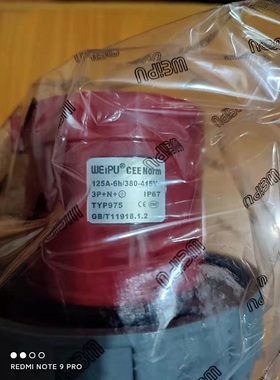 WEIPU
WEIPU
WEIPU
WEIPU® CEE Norm
125A-6h/380-415V
3P+N+⏚ IP67
TYP975 CE
GB/T11918.1.2
REDMI NOTE 9 PRO